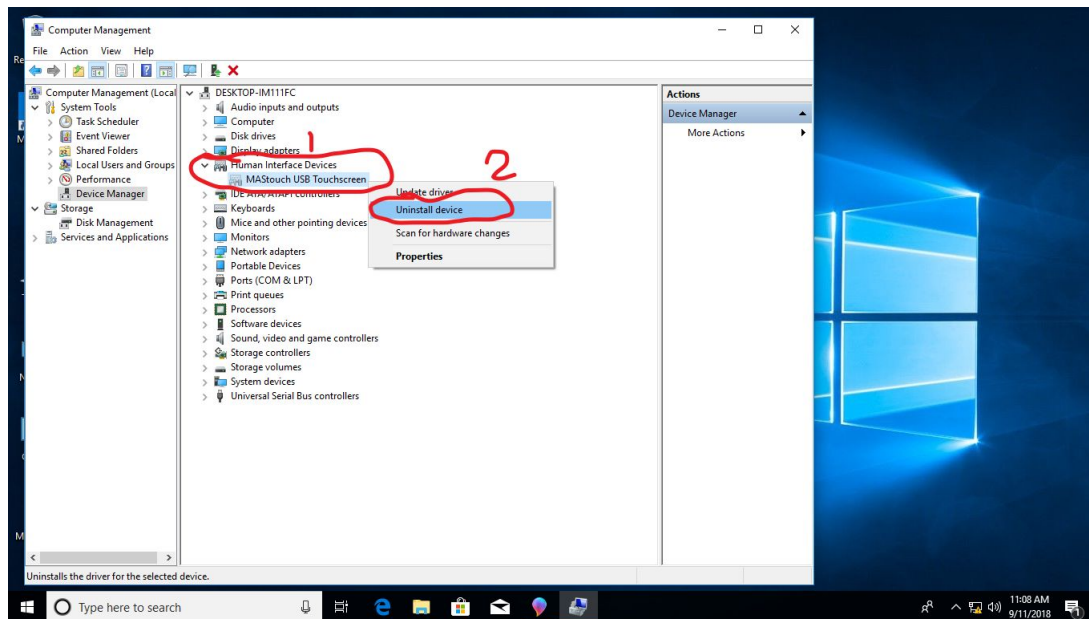 Computer Management
File Action View Help
Computer Management (Local
System Tools
Task Scheduler
Event Viewer
Shared Folders
Local Users and Groups
Performance
Device Manager
Storage
Disk Management
Services and Applications
DESKTOP-IM111FC
Audio inputs and outputs
Computer
Disk drives
Display adapters
1
Human Interface Devices
MAStouch USB Touchscreen
IDE ATA/ATAPI controllers
Keyboards
Mice and other pointing devices
Monitors
Network adapters
Portable Devices
Ports (COM & LPT)
Print queues
Processors
Software devices
Sound, video and game controllers
Storage controllers
Storage volumes
System devices
Universal Serial Bus controllers
2
Update driver
Uninstall device
Scan for hardware changes
Properties
Actions
Device Manager
More Actions
Uninstalls the driver for the selected device.
Type here to search
11:08 AM
9/11/2018